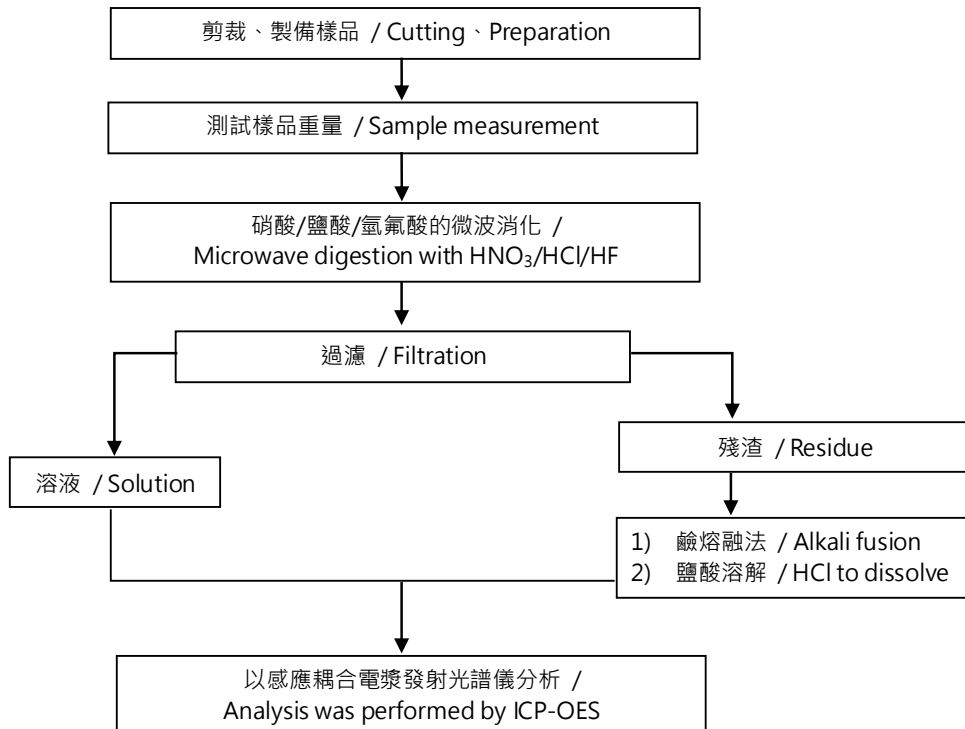 剪裁、製備樣品 / Cutting、Preparation
測試樣品重量 / Sample measurement
硝酸/鹽酸/氫氟酸的微波消化 /
Microwave digestion with HNO₃/HCl/HF
過濾 / Filtration
溶液 / Solution
殘渣 / Residue
1) 鹼熔融法 / Alkali fusion
2) 鹽酸溶解 / HCl to dissolve
以感應耦合電漿發射光譜儀分析 /
Analysis was performed by ICP-OES